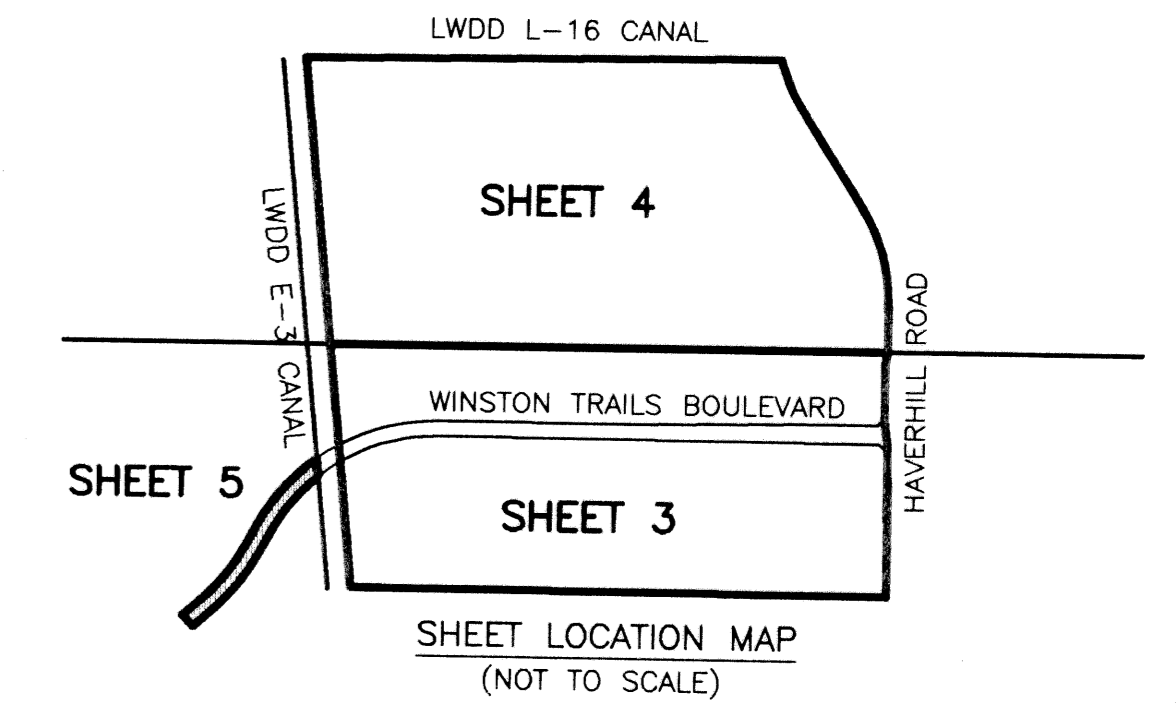 LWDD L-16 CANAL
SHEET 4
LWDD E-3 CANAL
HAVERHILL ROAD
WINSTON TRAILS BOULEVARD
SHEET 5
SHEET 3
SHEET LOCATION MAP
(NOT TO SCALE)